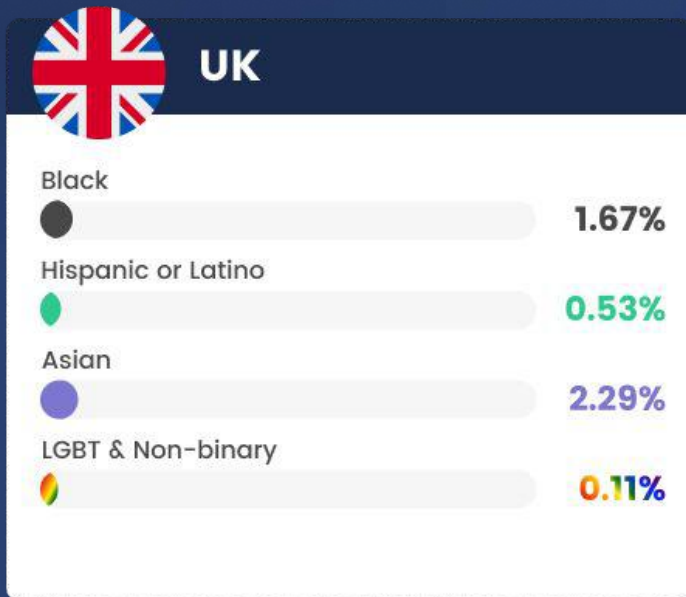 UK
Black
1.67%
Hispanic or Latino
0.53%
Asian
2.29%
LGBT & Non-binary
0.11%